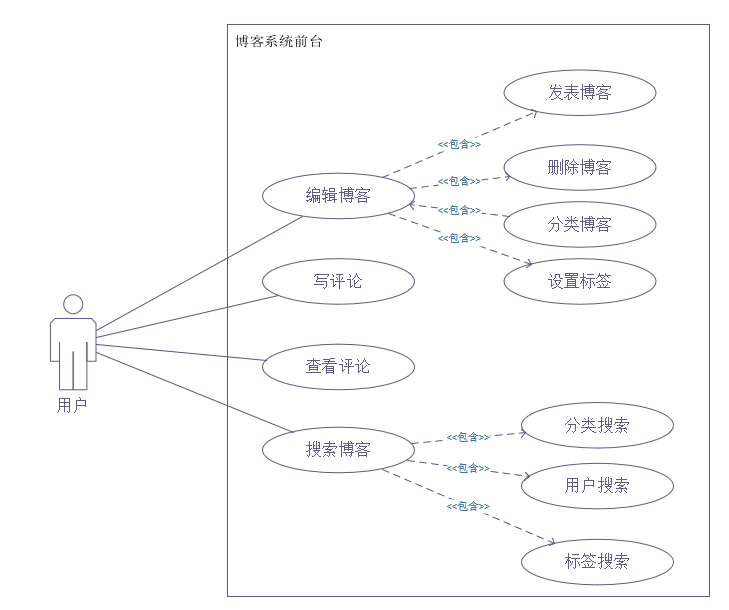 博客系统前台
发表博客
<<包含>>
删除博客
<<包含>>
编辑博客
<<包含>>
分类博客
<<包含>>
设置标签
写评论
查看评论
用户
分类搜索
<<包含>>
搜索博客
<<包含>>
用户搜索
<<包含>>
标签搜索